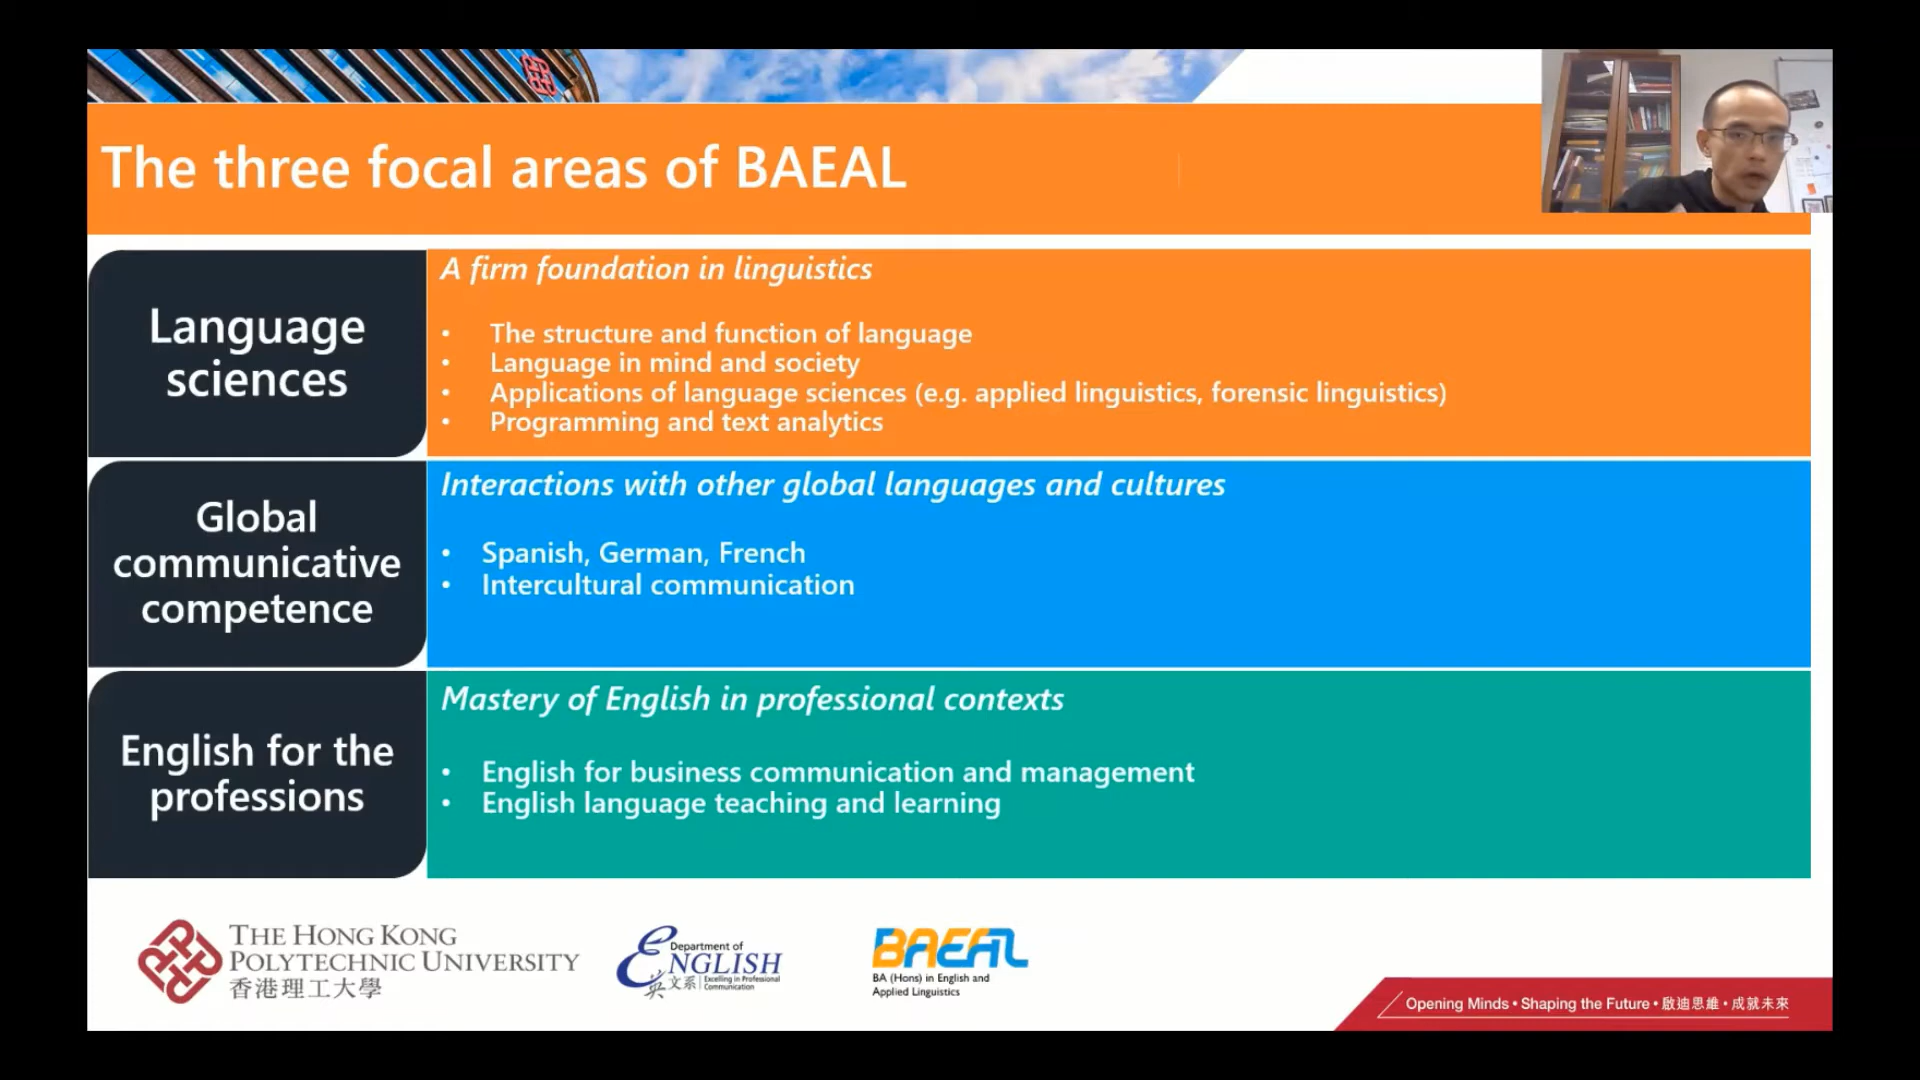 The three focal areas of BAEAL
Language
sciences
A firm foundation in linguistics
• The structure and function of language
• Language in mind and society
• Applications of language sciences (e.g. applied linguistics, forensic linguistics)
• Programming and text analytics
Global
communicative
competence
Interactions with other global languages and cultures
• Spanish, German, French
• Intercultural communication
English for the
professions
Mastery of English in professional contexts
• English for business communication and management
• English language teaching and learning
THE HONG KONG
POLYTECHNIC UNIVERSITY
香港理工大學
Department of
ENGLISH
英文系
Excelling in Professional
Communication
BAEAL
BA (Hons) in English and
Applied Linguistics
Opening Minds • Shaping the Future • 啟迪思維 • 成就未來